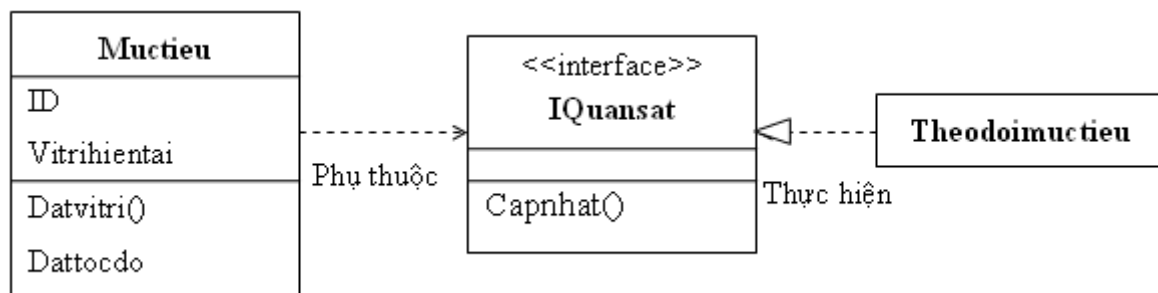 Muctieu
ID
Vitrihientai
Datvitri()
Dattocdo
Phụ thuộc
<<interface>>
IQuansat
Capnhat()
Thực hiện
Theodoimuctieu